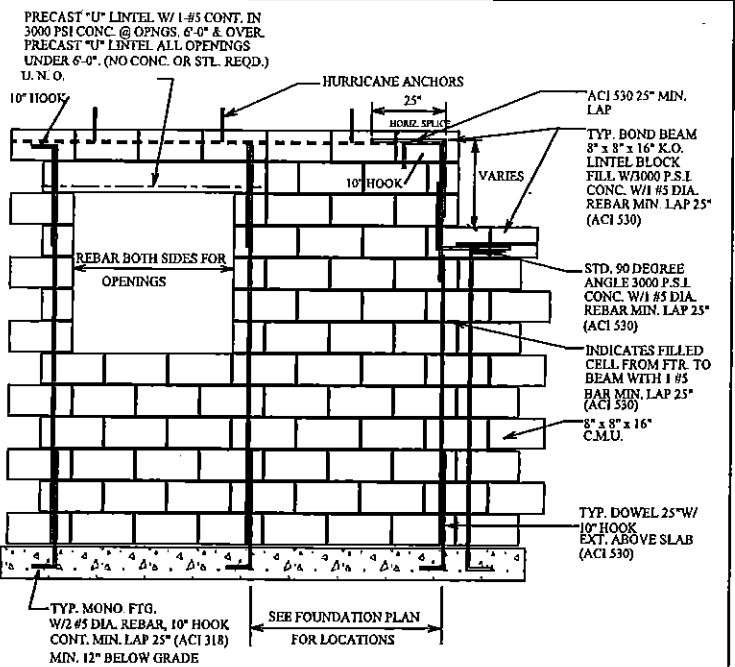 PRECAST "U" LINTEL W/ 1-#5 CONT. IN
3000 PSI CONC. @ OPNGS. 6'-0" & OVER.
PRECAST "U" LINTEL ALL OPENINGS
UNDER 6'-0". (NO CONC. OR STL. REQD.)
U. N. O.
10" HOOK
HURRICANE ANCHORS
25"
HORIZ. SPLICE
10" HOOK
VARIES
ACI 530 25" MIN.
LAP
TYP. BOND BEAM
8" x 8" x 16" K.O.
LINTEL BLOCK
FILL W/3000 P.S.I.
CONC. W/1 #5 DIA.
REBAR MIN. LAP 25"
(ACI 530)
REBAR BOTH SIDES FOR
OPENINGS
STD. 90 DEGREE
ANGLE 3000 P.S.I.
CONC. W/1 #5 DIA.
REBAR MIN. LAP 25"
(ACI 530)
INDICATES FILLED
CELL FROM FTR. TO
BEAM WITH 1 #5
BAR MIN. LAP 25"
(ACI 530)
8" x 8" x 16"
C.M.U.
TYP. DOWEL 25"W/
10" HOOK
EXT. ABOVE SLAB
(ACI 530)
TYP. MONO. FTG.
W/2 #5 DIA. REBAR, 10" HOOK
CONT. MIN. LAP 25" (ACI 318)
MIN. 12" BELOW GRADE
SEE FOUNDATION PLAN
FOR LOCATIONS